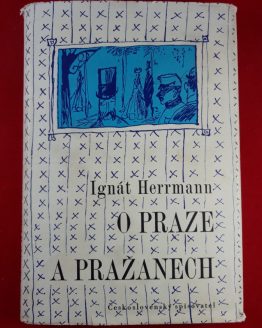 Ignát Herrmann
O PRAZE
A PRAŽANECH
Československý spisovatel